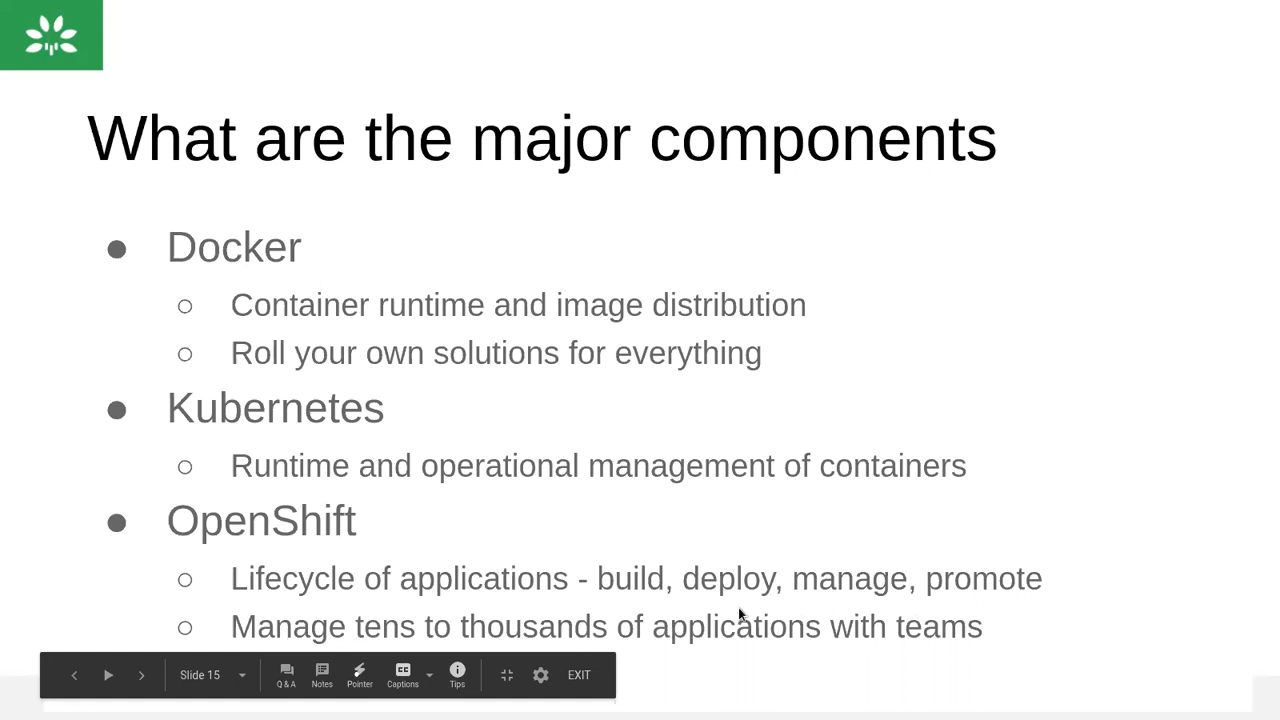 What are the major components
● Docker
○ Container runtime and image distribution
○ Roll your own solutions for everything
● Kubernetes
○ Runtime and operational management of containers
● OpenShift
○ Lifecycle of applications - build, deploy, manage, promote
○ Manage tens to thousands of applications with teams
Slide 15 Q & A Notes Pointer CC Captions Tips EXIT